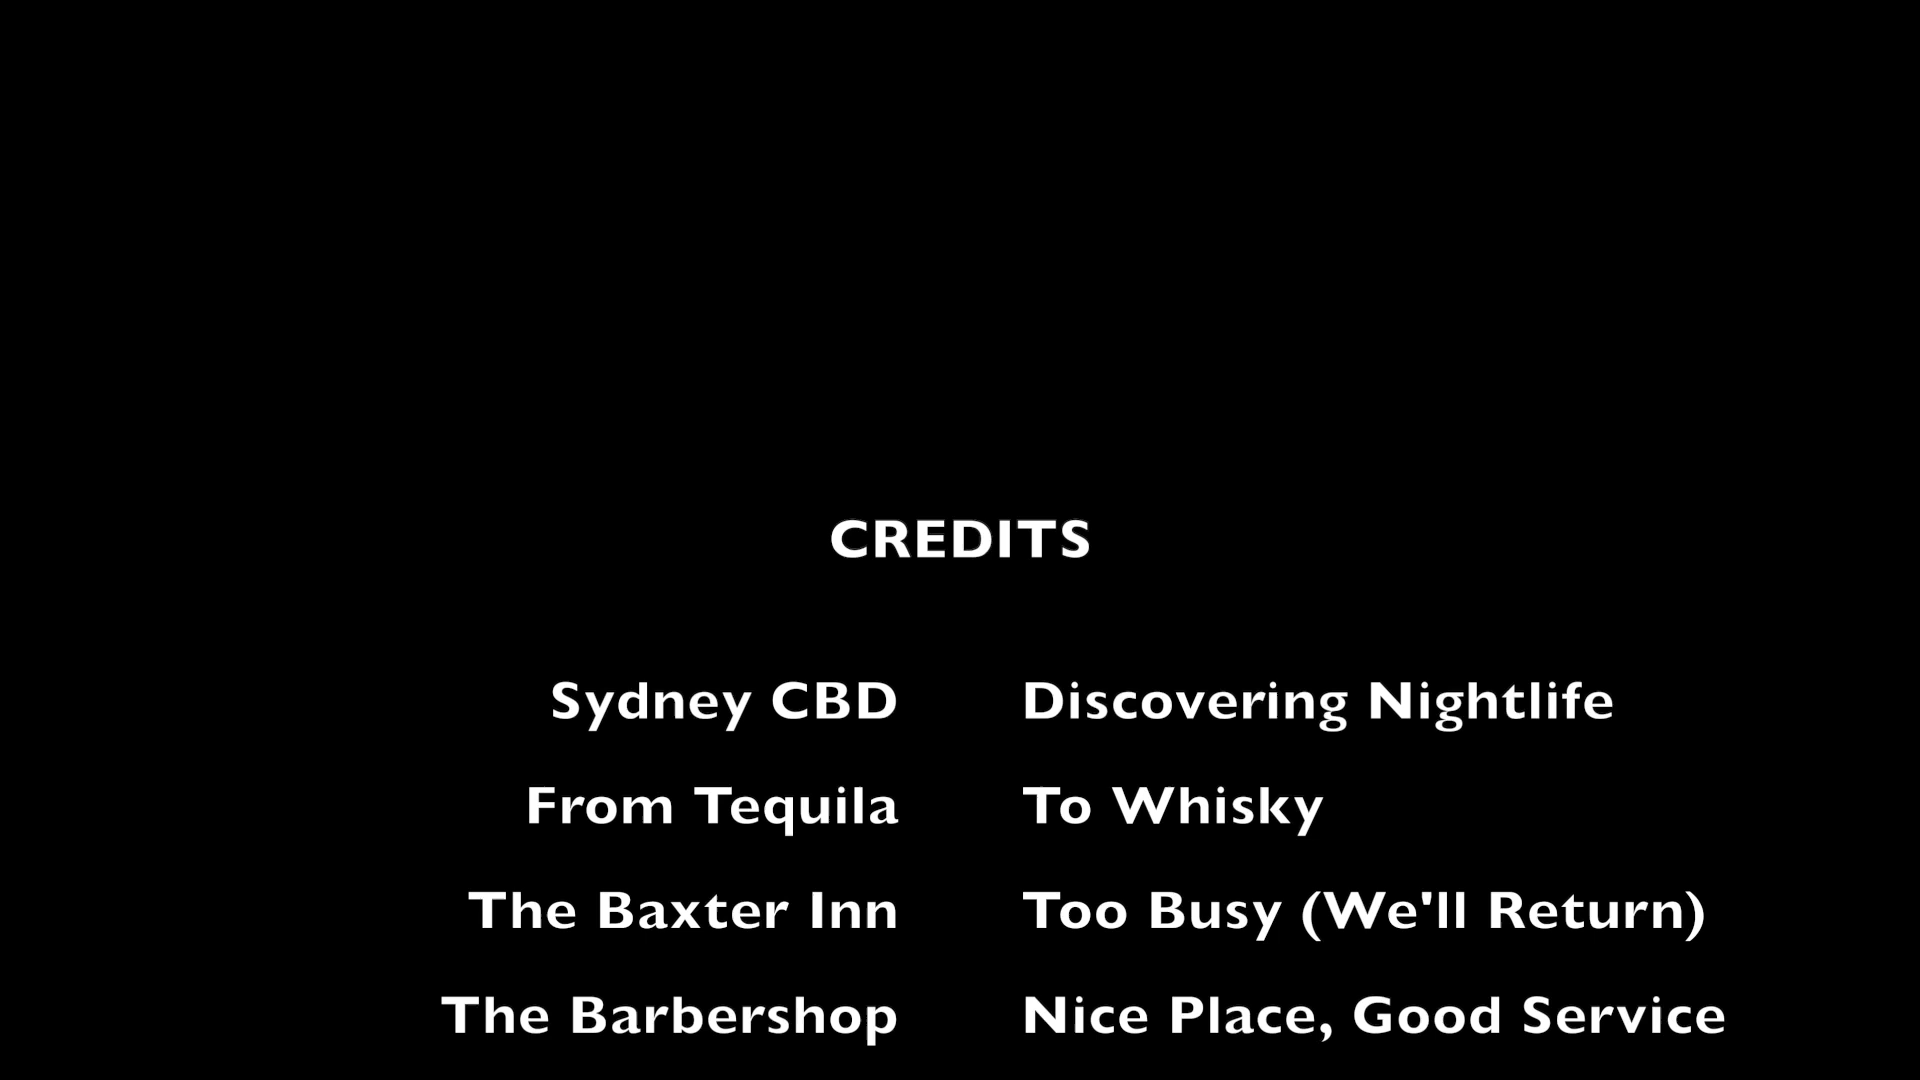 CREDITS
Sydney CBD Discovering Nightlife
From Tequila To Whisky
The Baxter Inn Too Busy (We'll Return)
The Barbershop Nice Place, Good Service